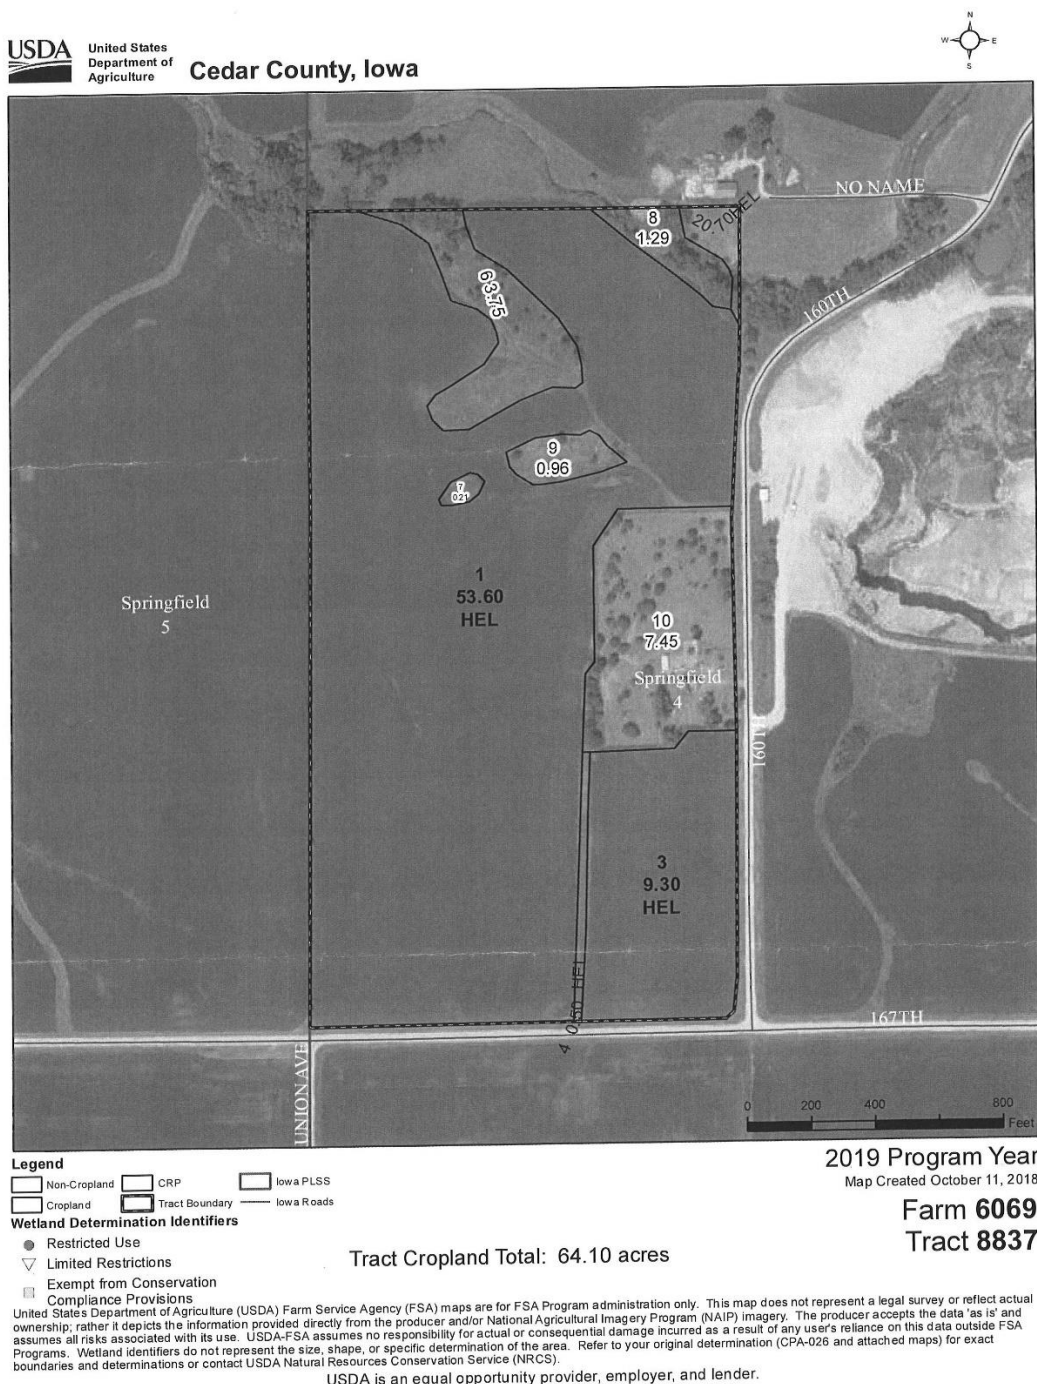 N
W E
S
USDA
United States
Department of
Agriculture
Cedar County, Iowa
NO NAME
8
1.29
20.70HEL
63.75
160TH
9
0.96
7
0.21
1
53.60
HEL
Springfield
5
10
7.45
Springfield
4
160TH
3
9.30
HEL
4 0.50 HEL
167TH
UNION AVE
0 200 400 800
Feet
Legend
Non-Cropland CRP Iowa PLSS
Cropland Tract Boundary Iowa Roads
Wetland Determination Identifiers
Restricted Use
Limited Restrictions
Exempt from Conservation
Compliance Provisions
Tract Cropland Total: 64.10 acres
2019 Program Year
Map Created October 11, 2018
Farm 6069
Tract 8837
United States Department of Agriculture (USDA) Farm Service Agency (FSA) maps are for FSA Program administration only. This map does not represent a legal survey or reflect actual
ownership; rather it depicts the information provided directly from the producer and/or National Agricultural Imagery Program (NAIP) imagery. The producer accepts the data 'as is' and
assumes all risks associated with its use. USDA-FSA assumes no responsibility for actual or consequential damage incurred as a result of any user's reliance on this data outside FSA
Programs. Wetland identifiers do not represent the size, shape, or specific determination of the area. Refer to your original determination (CPA-026 and attached maps) for exact
boundaries and determinations or contact USDA Natural Resources Conservation Service (NRCS).
USDA is an equal opportunity provider, employer, and lender.